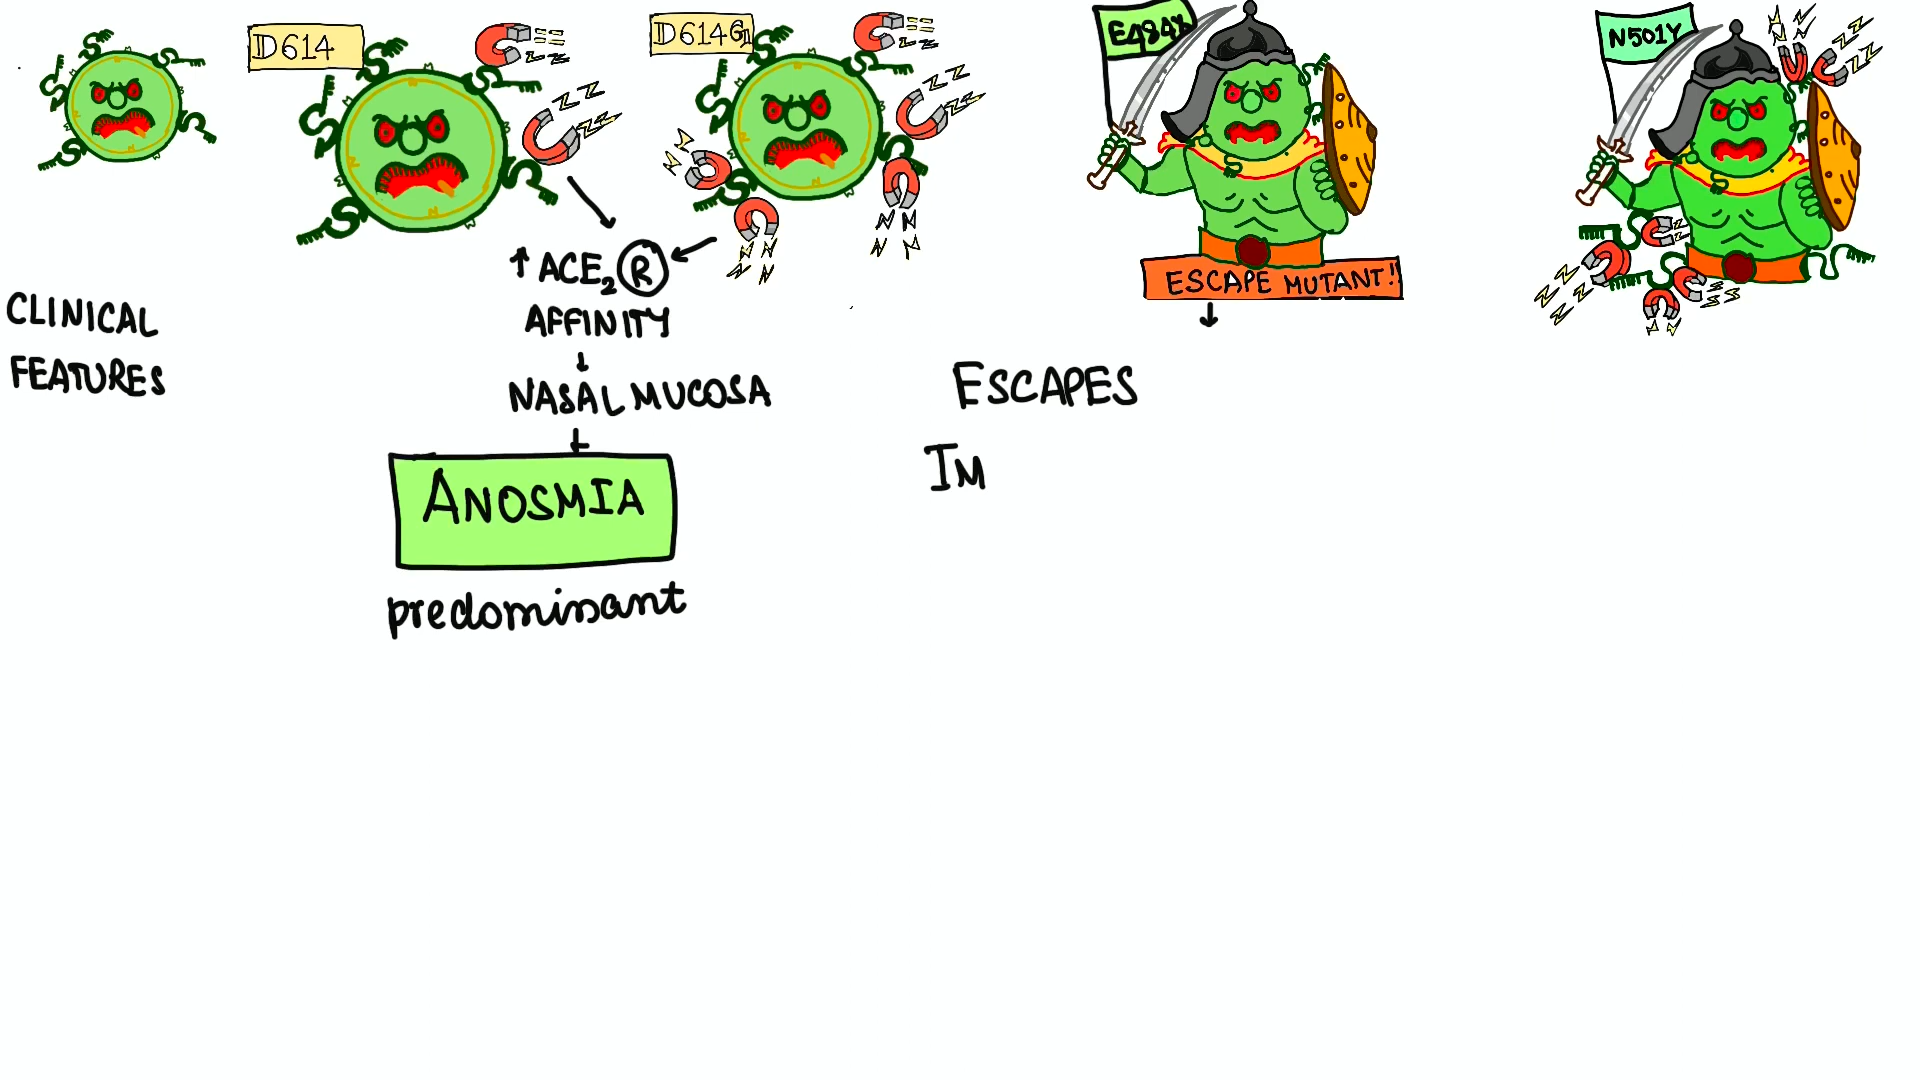 D614
D614G
E484K
N501Y
ESCAPE MUTANT!!
CLINICAL
FEATURES
↑ ACE2 R
AFFINITY
↓
NASAL MUCOSA
↓
ANOSMIA
predominant
↓
ESCAPES
IM